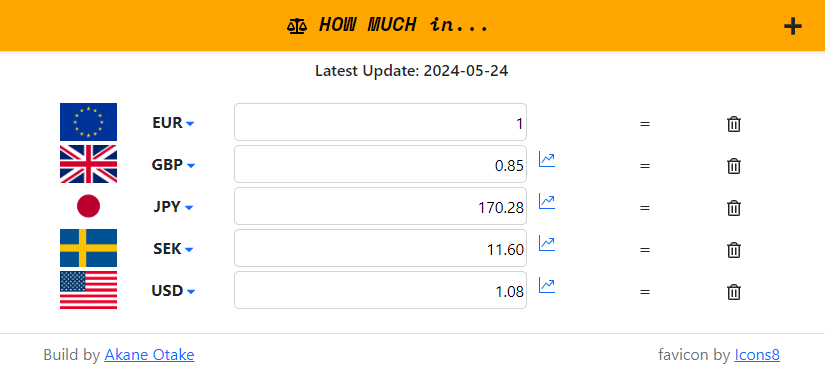 HOW MUCH in...
Latest Update: 2024-05-24
EUR 1 =
GBP 0.85 =
JPY 170.28 =
SEK 11.60 =
USD 1.08 =
Build by Akane Otake favicon by Icons8